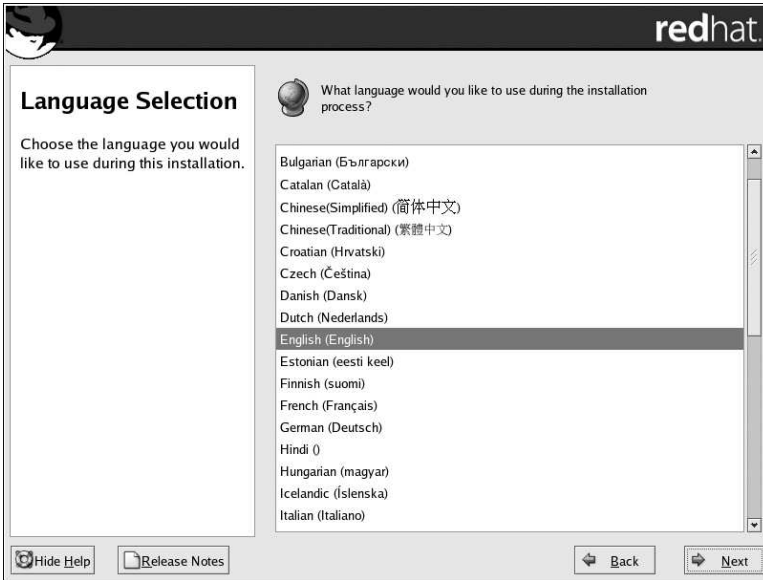 redhat.
Language Selection
Choose the language you would
like to use during this installation.
What language would you like to use during the installation
process?
Bulgarian (Български)
Catalan (Català)
Chinese(Simplified) (简体中文)
Chinese(Traditional) (繁體中文)
Croatian (Hrvatski)
Czech (Čeština)
Danish (Dansk)
Dutch (Nederlands)
English (English)
Estonian (eesti keel)
Finnish (suomi)
French (Français)
German (Deutsch)
Hindi ()
Hungarian (magyar)
Icelandic (Íslenska)
Italian (Italiano)
Hide Help
Release Notes
Back
Next